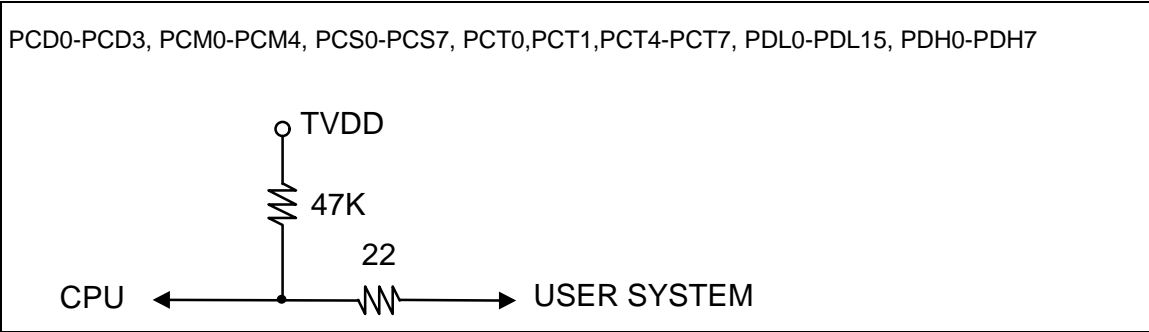 PCD0-PCD3, PCM0-PCM4, PCS0-PCS7, PCT0,PCT1,PCT4-PCT7, PDL0-PDL15, PDH0-PDH7
TVDD
47K
22
CPU
USER SYSTEM